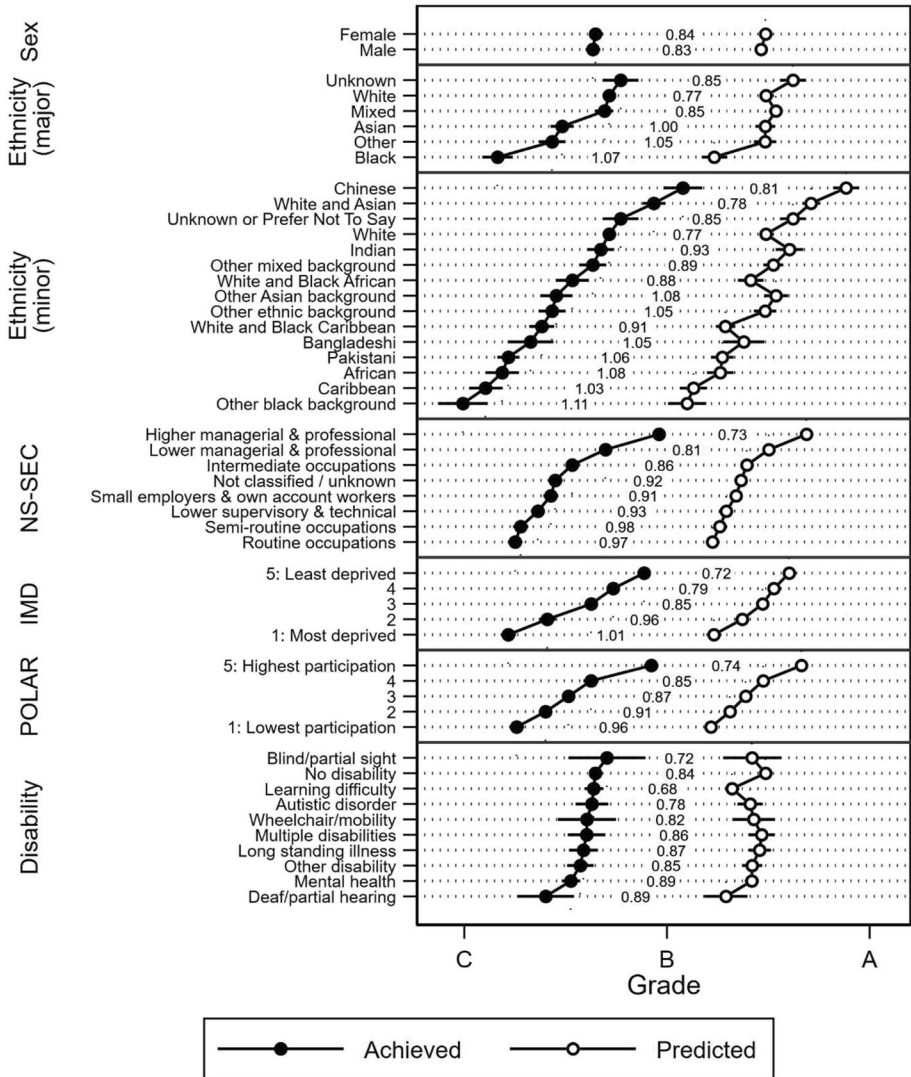 Sex
Female 0.84
Male 0.83
Ethnicity
(major)
Unknown 0.85
White 0.77
Mixed 0.85
Asian 1.00
Other 1.05
Black 1.07
Ethnicity
(minor)
Chinese 0.81
White and Asian 0.78
Unknown or Prefer Not To Say 0.85
White 0.77
Indian 0.93
Other mixed background 0.89
White and Black African 0.88
Other Asian background 1.08
Other ethnic background 1.05
White and Black Caribbean 0.91
Bangladeshi 1.05
Pakistani 1.06
African 1.08
Caribbean 1.03
Other black background 1.11
NS-SEC
Higher managerial & professional 0.73
Lower managerial & professional 0.81
Intermediate occupations 0.86
Not classified / unknown 0.92
Small employers & own account workers 0.91
Lower supervisory & technical 0.93
Semi-routine occupations 0.98
Routine occupations 0.97
IMD
5: Least deprived 0.72
4 0.79
3 0.85
2 0.96
1: Most deprived 1.01
POLAR
5: Highest participation 0.74
4 0.85
3 0.87
2 0.91
1: Lowest participation 0.96
Disability
Blind/partial sight 0.72
No disability 0.84
Learning difficulty 0.68
Autistic disorder 0.78
Wheelchair/mobility 0.82
Multiple disabilities 0.86
Long standing illness 0.87
Other disability 0.85
Mental health 0.89
Deaf/partial hearing 0.89
C B A
Grade
Achieved Predicted